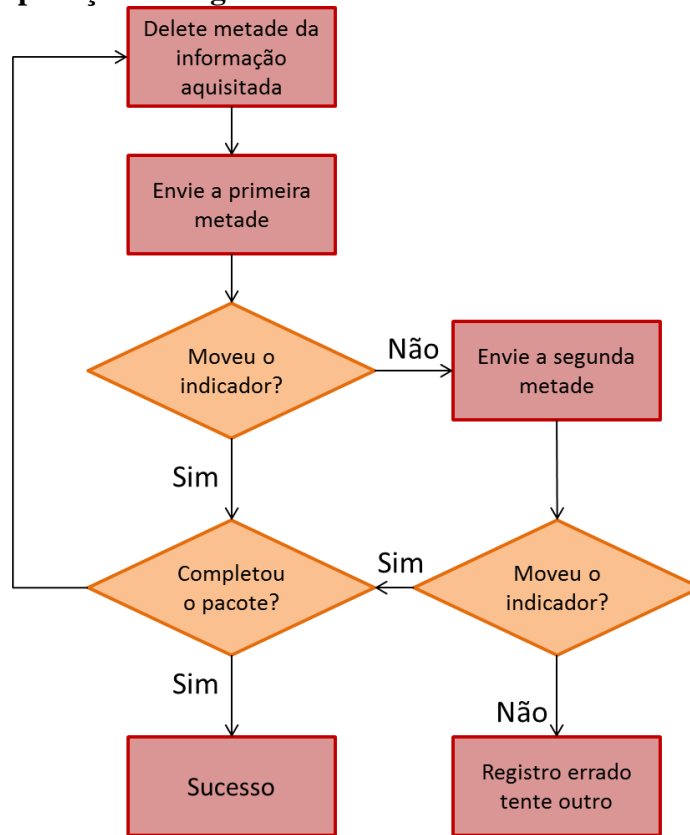 Delete metade da
informação
aquisitada
Envie a primeira
metade
Moveu o
indicador?
Não
Envie a segunda
metade
Sim
Completou
o pacote?
Sim
Moveu o
indicador?
Sim
Não
Sucesso
Registro errado
tente outro